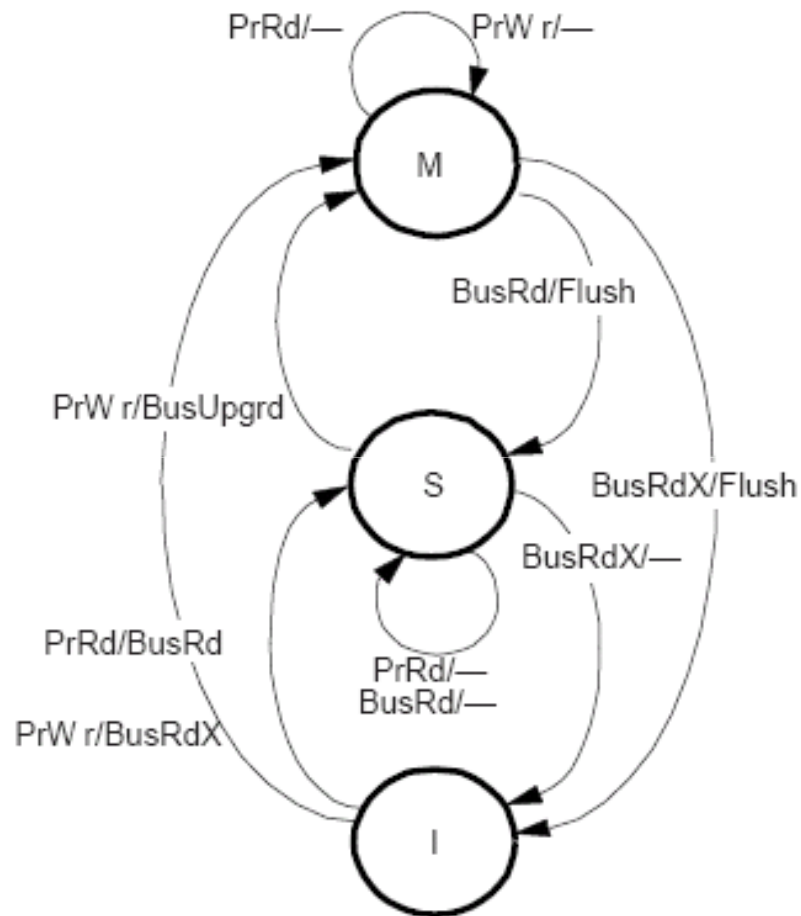 PrRd/—
PrW r/—
M
BusRd/Flush
PrW r/BusUpgrd
S
BusRdX/Flush
BusRdX/—
PrRd/BusRd
PrRd/—
BusRd/—
PrW r/BusRdX
I